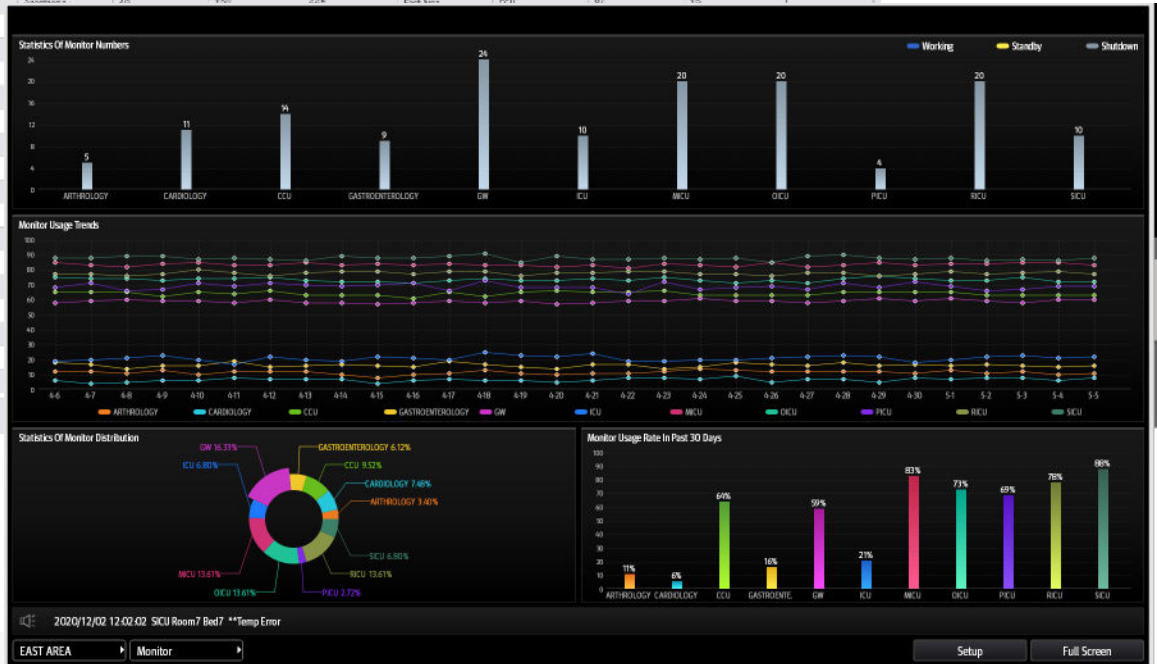 Statistics Of Monitor Numbers
Working Standby Shutdown
24
20
16
12
8
4
0
5 11 14 9 24 10 20 20 4 20 10
ARTHROLOGY CARDIOLOGY CCU GASTROENTEROLOGY GW ICU MICU OICU PICU RICU SICU
Monitor Usage Trends
100
90
80
70
60
50
40
30
20
10
0
4-6 4-7 4-8 4-9 4-10 4-11 4-12 4-13 4-14 4-15 4-16 4-17 4-18 4-19 4-20 4-21 4-22 4-23 4-24 4-25 4-26 4-27 4-28 4-29 4-30 5-1 5-2 5-3 5-4 5-5
ARTHROLOGY CARDIOLOGY CCU GASTROENTEROLOGY GW ICU MICU OICU PICU RICU SICU
Statistics Of Monitor Distribution
GW 16.33% GASTROENTEROLOGY 6.12%
ICU 6.80% CCU 9.52%
CARDIOLOGY 7.48%
ARTHROLOGY 3.40%
SICU 6.80%
MICU 13.61% RICU 13.61%
OICU 13.61% PICU 2.72%
Monitor Usage Rate In Past 30 Days
100
90
80
70
60
50
40
30
20
10
0
11% 6% 64% 16% 59% 21% 83% 73% 69% 78% 88%
ARTHROLOGY CARDIOLOGY CCU GASTROENTE. GW ICU MICU OICU PICU RICU SICU
2020/12/02 12:02:02 SICU Room7 Bed7 **Temp Error
EAST AREA Monitor Setup Full Screen